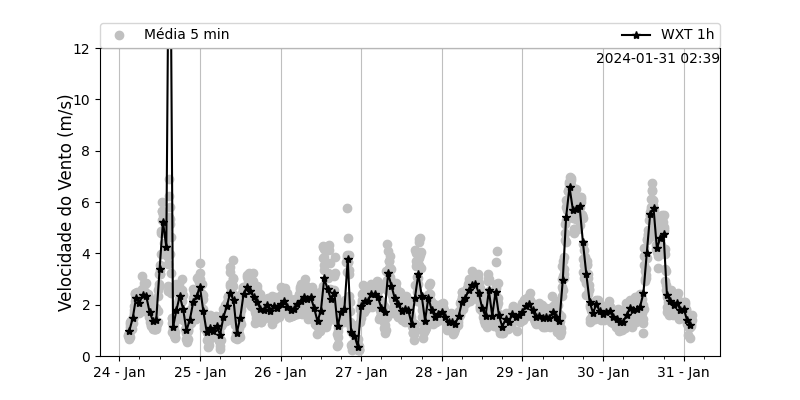 Média 5 min
WXT 1h
2024-01-31 02:39
Velocidade do Vento (m/s)
12
10
8
6
4
2
0
24 - Jan
25 - Jan
26 - Jan
27 - Jan
28 - Jan
29 - Jan
30 - Jan
31 - Jan